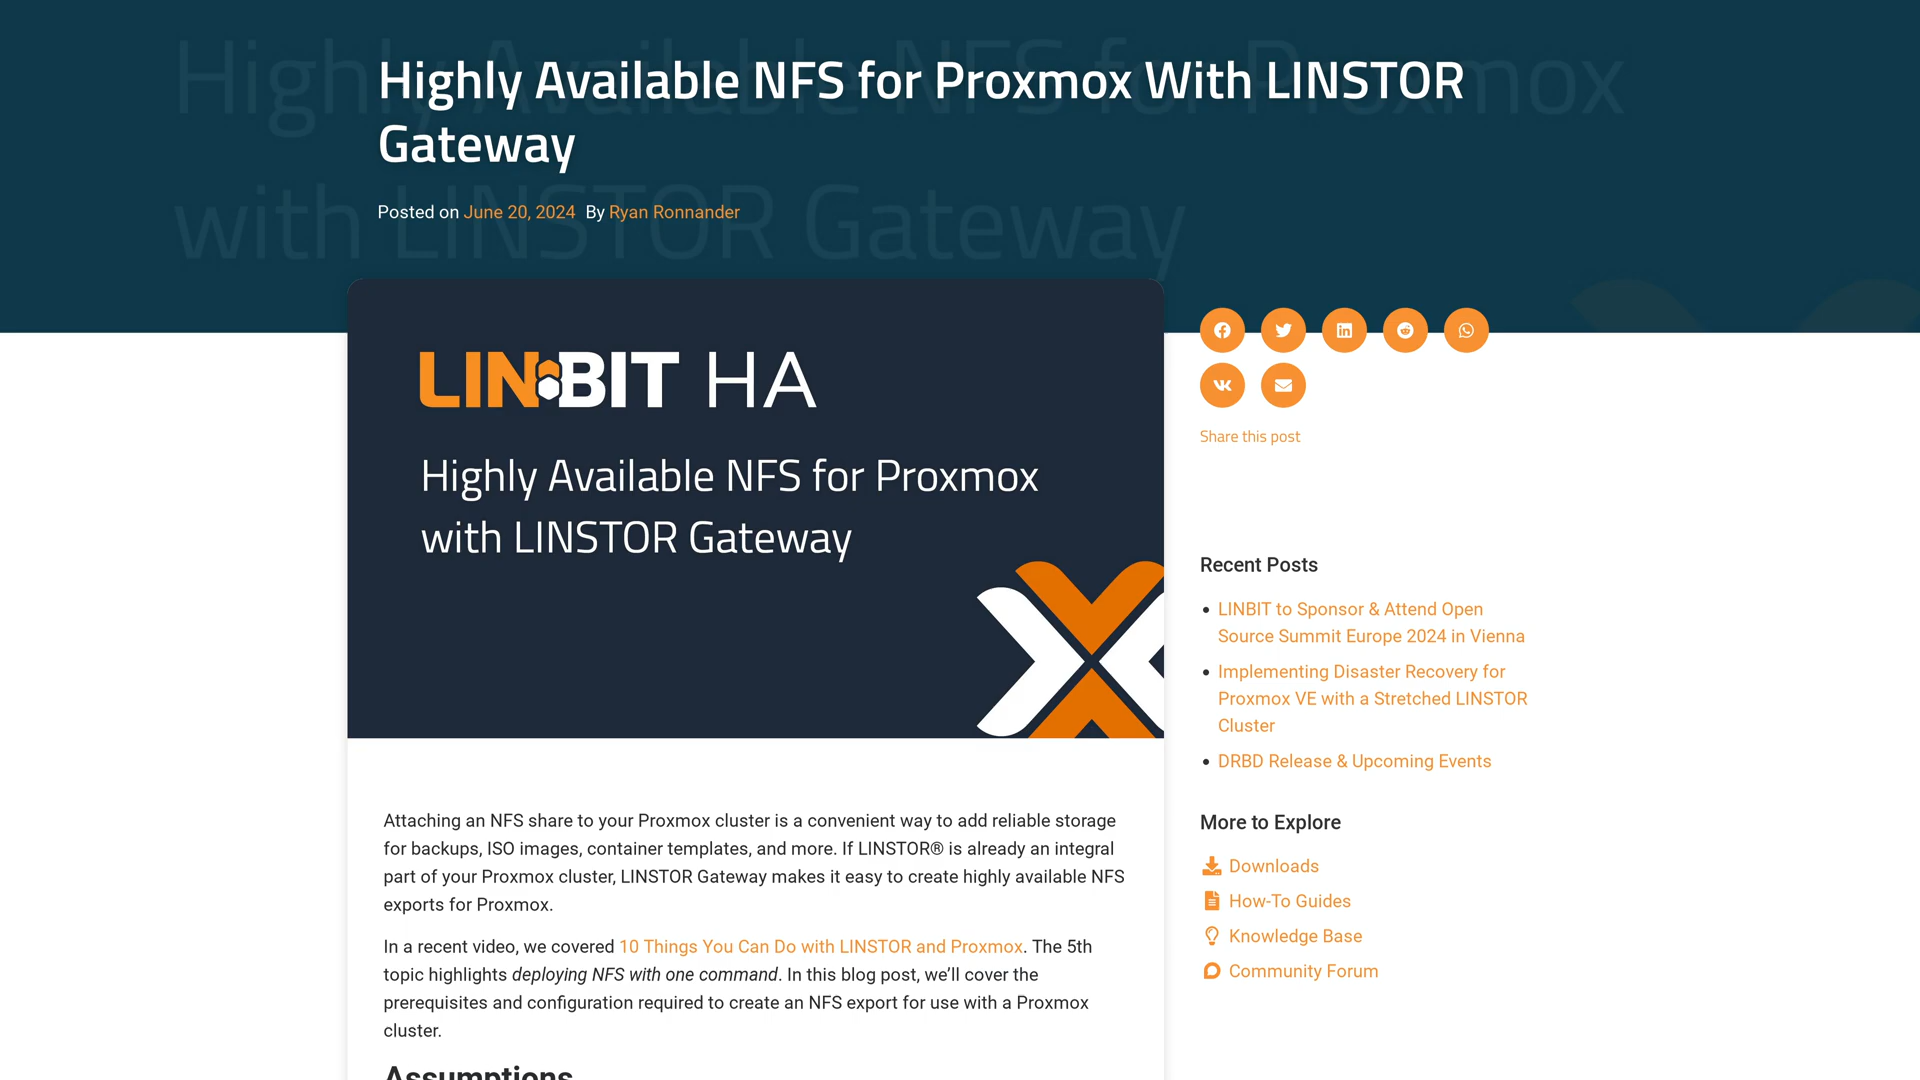 Highly Available NFS for Proxmox With LINSTOR
Gateway
Posted on June 20, 2024 By Ryan Ronnander
Highly Available NFS for Proxmox
with LINSTOR Gateway
LINBIT HA
Highly Available NFS for Proxmox
with LINSTOR Gateway
Share this post
Attaching an NFS share to your Proxmox cluster is a convenient way to add reliable storage
for backups, ISO images, container templates, and more. If LINSTOR® is already an integral
part of your Proxmox cluster, LINSTOR Gateway makes it easy to create highly available NFS
exports for Proxmox.
In a recent video, we covered 10 Things You Can Do with LINSTOR and Proxmox. The 5th
topic highlights deploying NFS with one command. In this blog post, we’ll cover the
prerequisites and configuration required to create an NFS export for use with a Proxmox
cluster.
Assumptions
Recent Posts
LINBIT to Sponsor & Attend Open
Source Summit Europe 2024 in Vienna
Implementing Disaster Recovery for
Proxmox VE with a Stretched LINSTOR
Cluster
DRBD Release & Upcoming Events
More to Explore
Downloads
How-To Guides
Knowledge Base
Community Forum